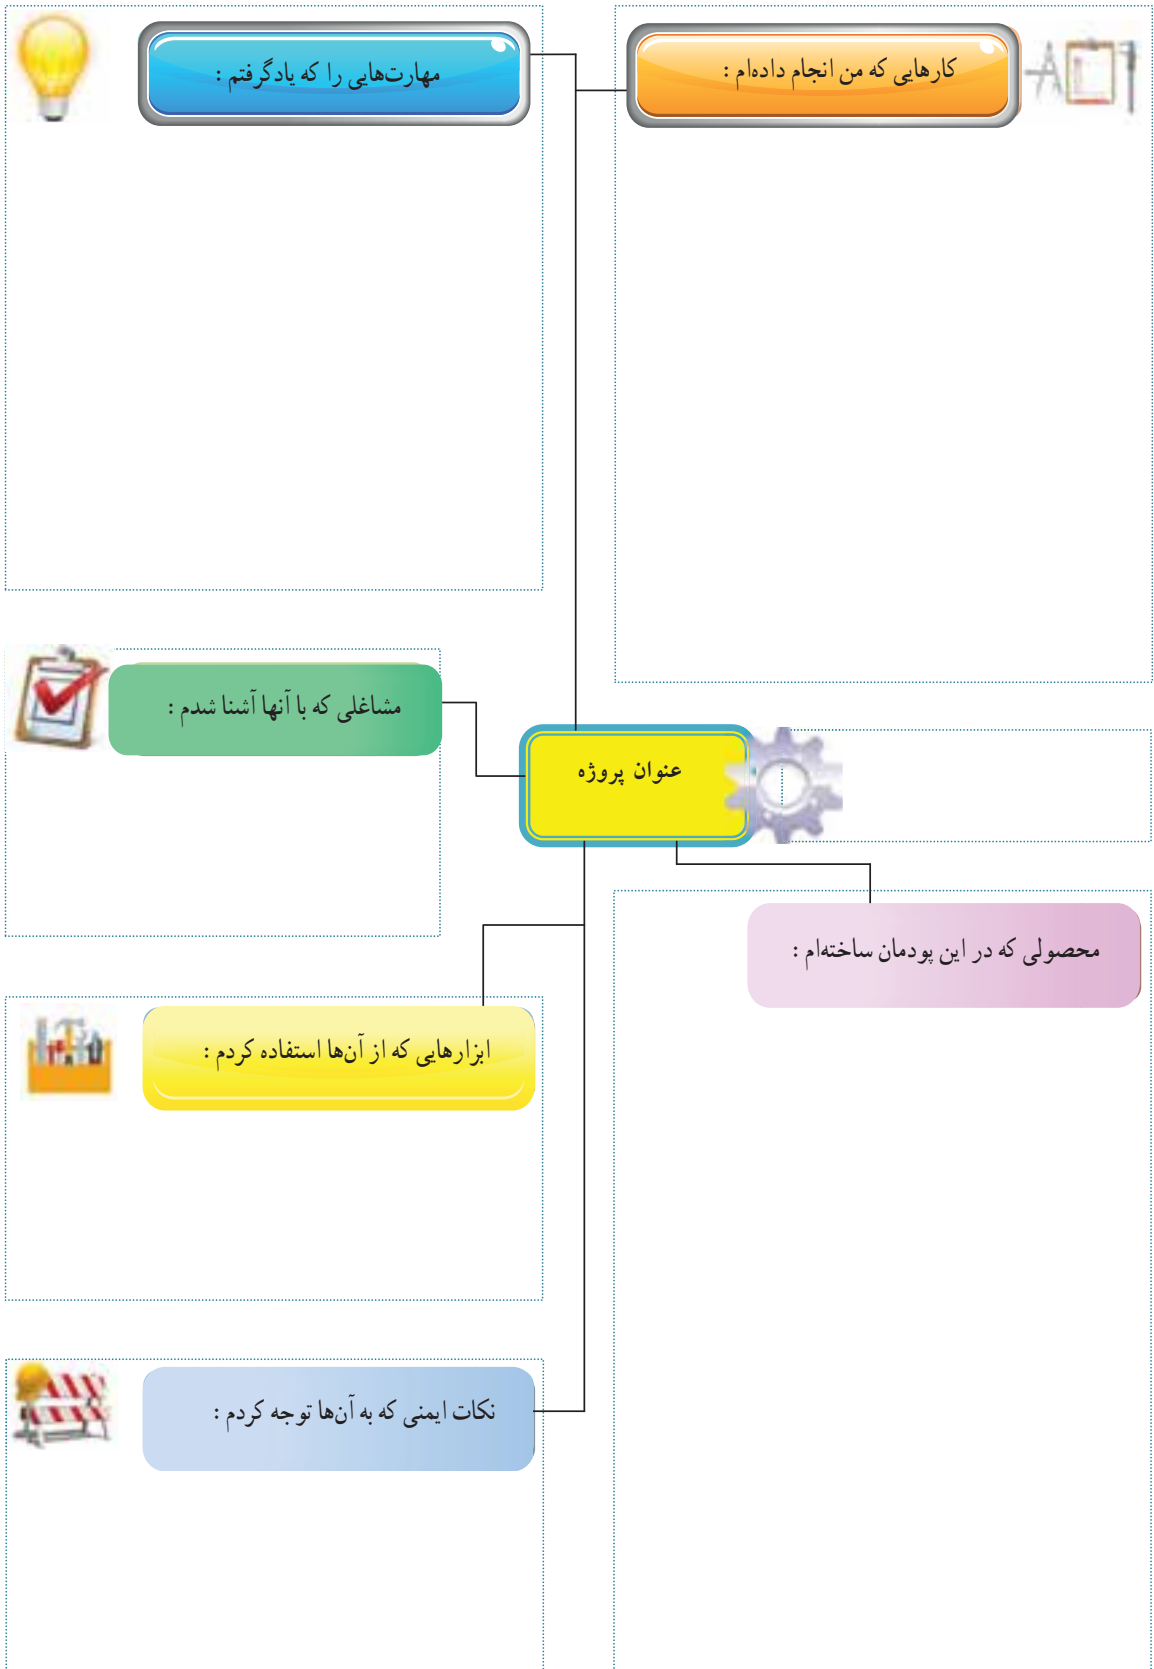 کارهایی که من انجام داده‌ام :
مهارت‌هایی را که یادگرفتم :
مشاغلی که با آنها آشنا شدم :
عنوان پروژه
محصولی که در این پودمان ساخته‌ام :
ابزارهایی که از آن‌ها استفاده کردم :
نکات ایمنی که به آن‌ها توجه کردم :